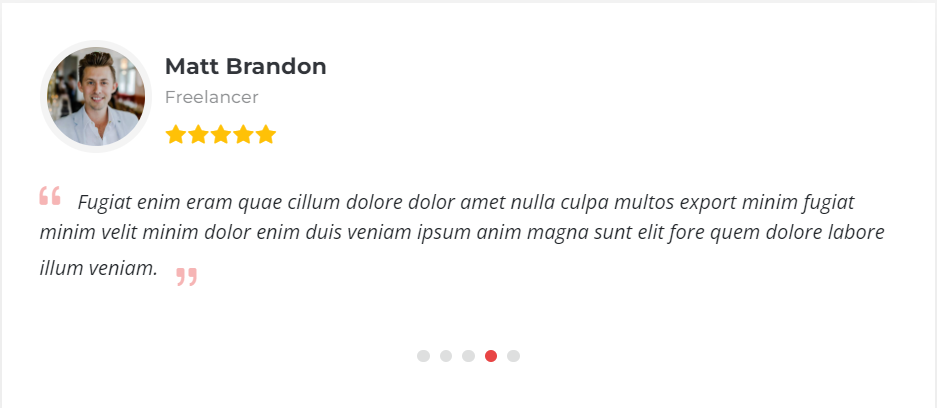 Matt Brandon
Freelancer
“ Fugiat enim eram quae cillum dolore dolor amet nulla culpa multos export minim fugiat
minim velit minim dolor enim duis veniam ipsum anim magna sunt elit fore quem dolore labore
illum veniam. ”